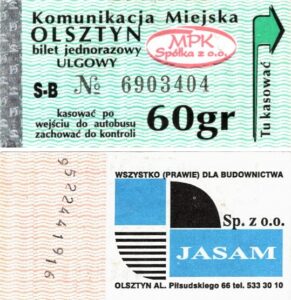 Komunikacja Miejska
OLSZTYN
bilet jednorazowy
ULGOWY
MPK
Spółka z o.o.
S-B № 6903404
kasować po
wejściu do autobusu
zachować do kontroli
60gr
Tu kasować
9522441916
WSZYSTKO (PRAWIE) DLA BUDOWNICTWA
Sp. z o.o.
JASAM
OLSZTYN AL. Piłsudskiego 66 tel. 533 30 10